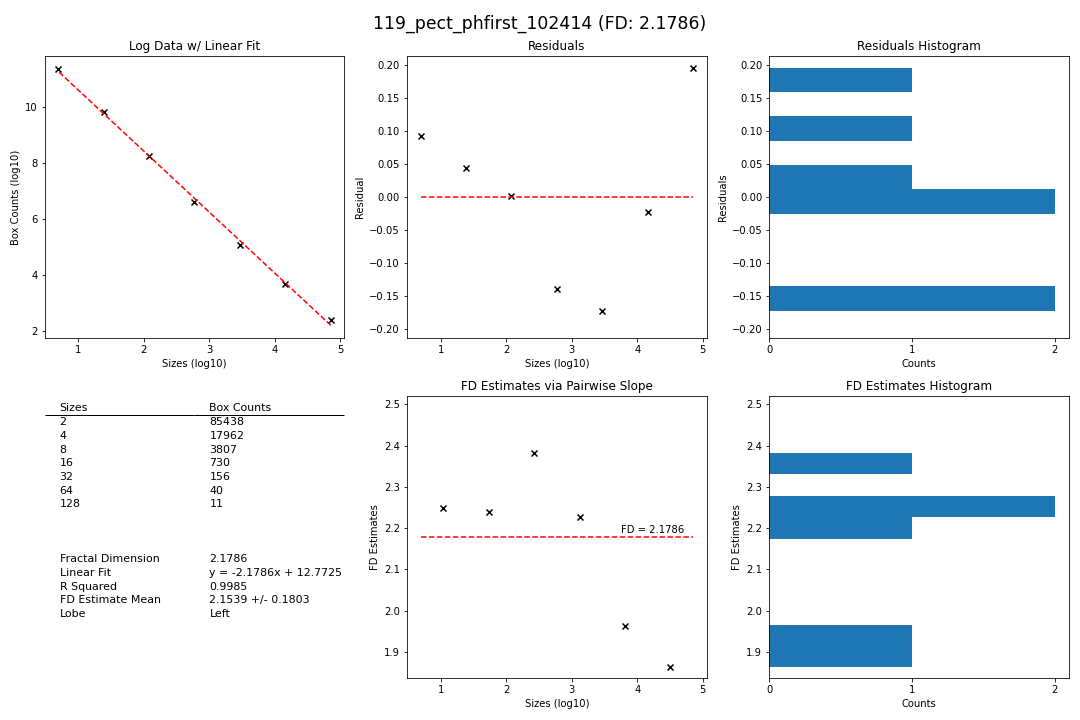 119_pect_phfirst_102414 (FD: 2.1786)
Log Data w/ Linear Fit
10
8
6
4
2
1
2
3
4
5
Box Counts (log10)
Sizes (log10)
Residuals
0.20
0.15
0.10
0.05
0.00
−0.05
−0.10
−0.15
−0.20
1
2
3
4
5
Residual
Sizes (log10)
Residuals Histogram
0.20
0.15
0.10
0.05
0.00
−0.05
−0.10
−0.15
−0.20
0
1
2
Residuals
Counts
Sizes Box Counts
2 85438
4 17962
8 3807
16 730
32 156
64 40
128 11
Fractal Dimension 2.1786
Linear Fit y = -2.1786x + 12.7725
R Squared 0.9985
FD Estimate Mean 2.1539 +/- 0.1803
Lobe Left
FD Estimates via Pairwise Slope
2.5
2.4
2.3
2.2
2.1
2.0
1.9
FD = 2.1786
1
2
3
4
5
FD Estimates
Sizes (log10)
FD Estimates Histogram
2.5
2.4
2.3
2.2
2.1
2.0
1.9
0
1
2
FD Estimates
Counts